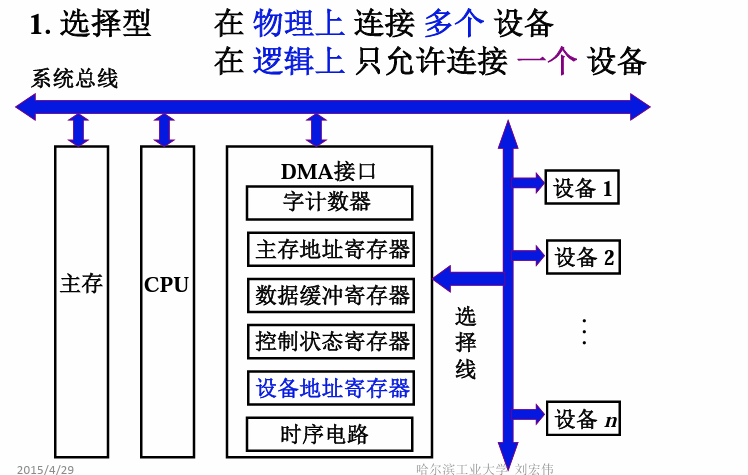 1. 选择型 在 物理上 连接 多个 设备
在 逻辑上 只允许连接 一个 设备
系统总线
主存
CPU
DMA接口
字计数器
主存地址寄存器
数据缓冲寄存器
控制状态寄存器
设备地址寄存器
时序电路
选择线
设备 1
设备 2
⋮
设备 n
2015/4/29
哈尔滨工业大学 刘宏伟